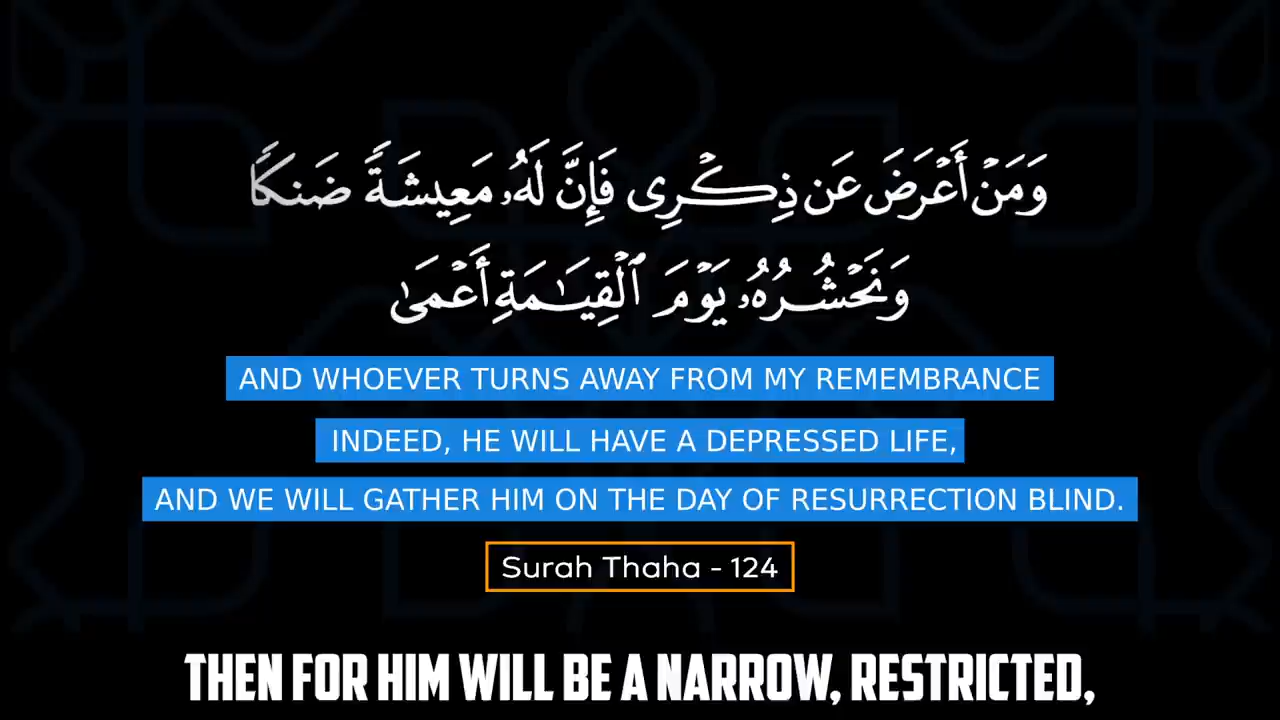 وَمَنْ أَعْرَضَ عَن ذِكْرِى فَإِنَّ لَهُۥ مَعِيشَةً ضَنكًا
وَنَحْشُرُهُۥ يَوْمَ ٱلْقِيَـٰمَةِ أَعْمَىٰ
AND WHOEVER TURNS AWAY FROM MY REMEMBRANCE
INDEED, HE WILL HAVE A DEPRESSED LIFE,
AND WE WILL GATHER HIM ON THE DAY OF RESURRECTION BLIND.
Surah Thaha - 124
THEN FOR HIM WILL BE A NARROW, RESTRICTED,